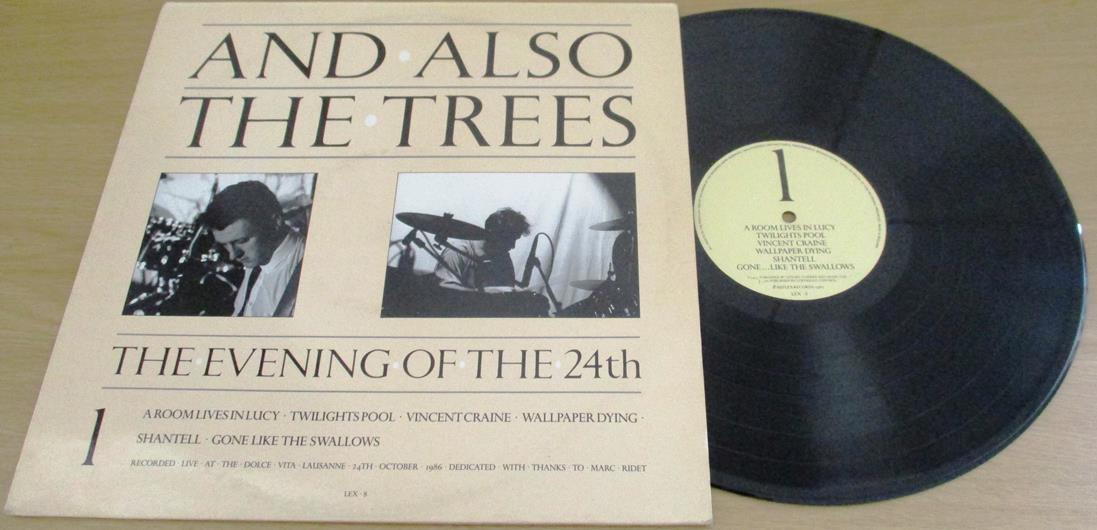 AND · ALSO
THE · TREES
THE · EVENING · OF · THE · 24th
1
A ROOM LIVES IN LUCY · TWILIGHTS POOL · VINCENT CRAINE · WALLPAPER DYING ·
SHANTELL · GONE LIKE THE SWALLOWS
RECORDED · LIVE · AT · THE · DOLCE · VITA · LAUSANNE · 24TH · OCTOBER · 1986 · DEDICATED · WITH · THANKS · TO · MARC · RIDET
LEX · 8
1
A ROOM LIVES IN LUCY
TWILIGHTS POOL
VINCENT CRAINE
WALLPAPER DYING
SHANTELL
GONE...LIKE THE SWALLOWS
LEX · 8